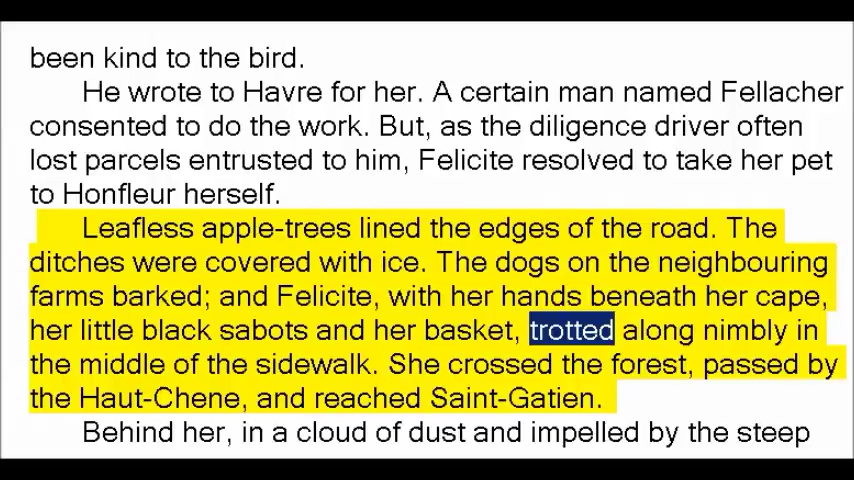 been kind to the bird.
He wrote to Havre for her. A certain man named Fellacher
consented to do the work. But, as the diligence driver often
lost parcels entrusted to him, Felicite resolved to take her pet
to Honfleur herself.
Leafless apple-trees lined the edges of the road. The
ditches were covered with ice. The dogs on the neighbouring
farms barked; and Felicite, with her hands beneath her cape,
her little black sabots and her basket, trotted along nimbly in
the middle of the sidewalk. She crossed the forest, passed by
the Haut-Chene, and reached Saint-Gatien.
Behind her, in a cloud of dust and impelled by the steep